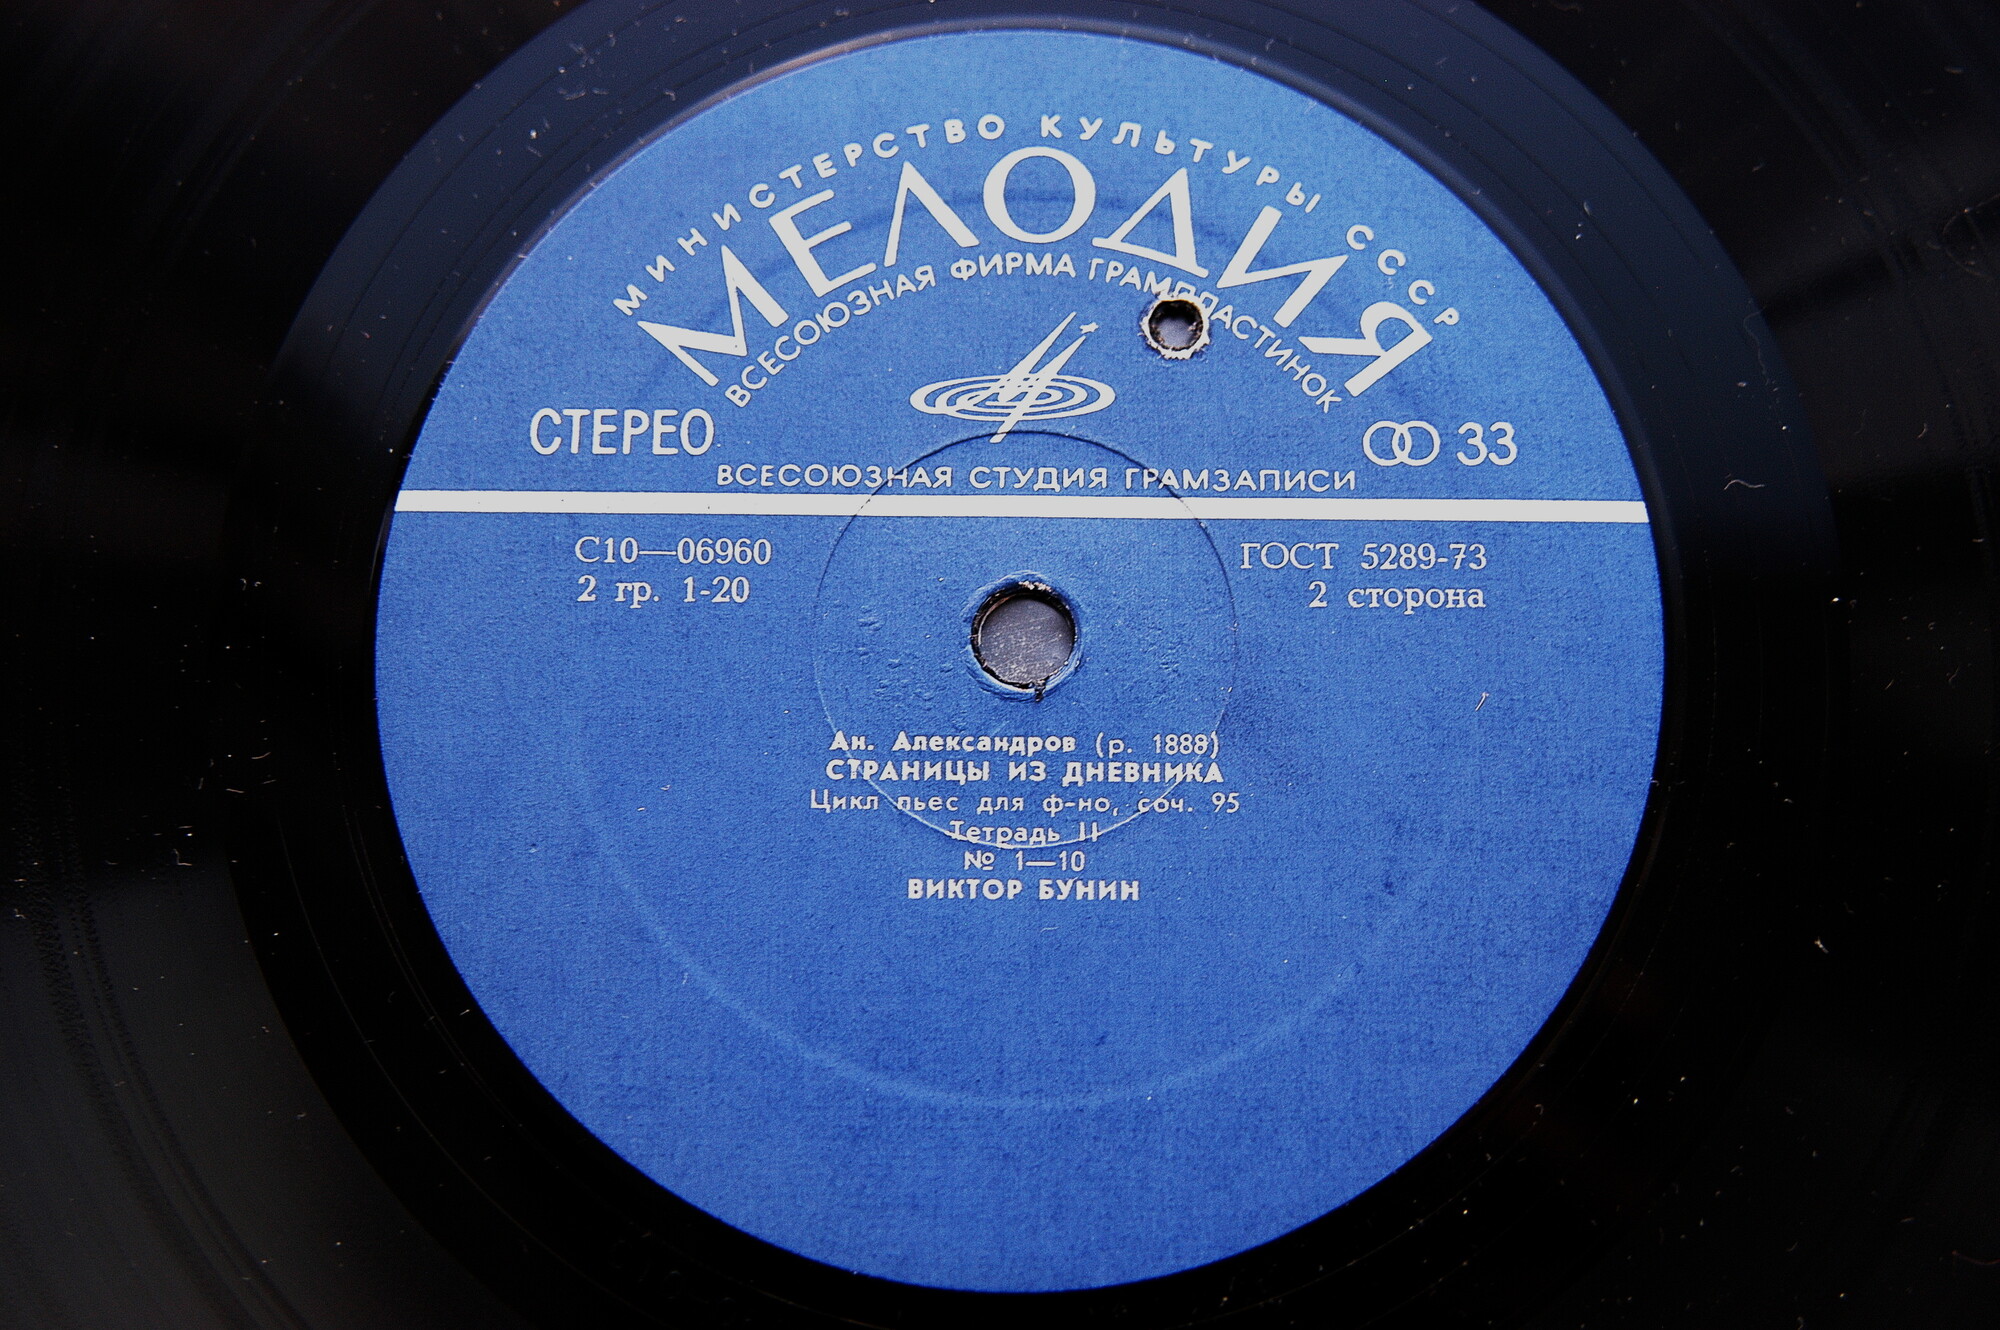 МИНИСТЕРСТВО КУЛЬТУРЫ СССР
МЕЛОДИЯ
ВСЕСОЮЗНАЯ ФИРМА ГРАМПЛАСТИНОК
СТЕРЕО
33
ВСЕСОЮЗНАЯ СТУДИЯ ГРАМЗАПИСИ
С10—06960
ГОСТ 5289-73
2 гр. 1-20
2 сторона
Ан. Александров (р. 1888)
СТРАНИЦЫ ИЗ ДНЕВНИКА
Цикл пьес для ф-но, соч. 95
Тетрадь II
№ 1—10
ВИКТОР БУНИН